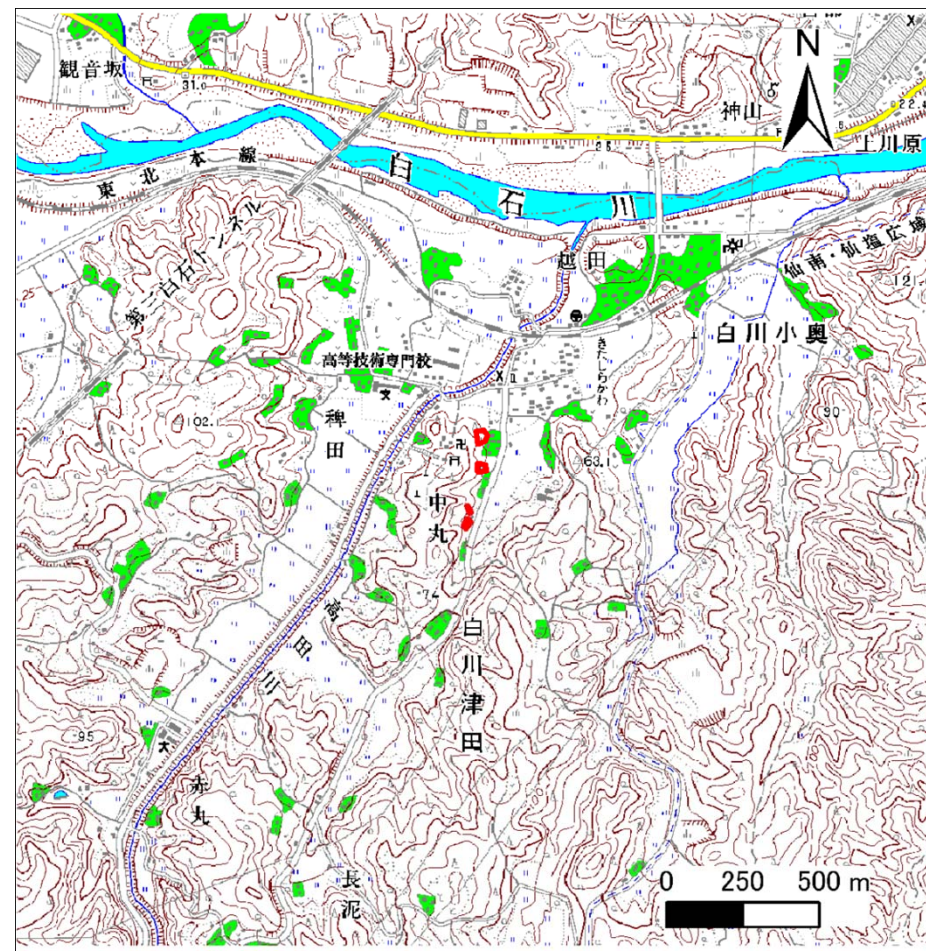 観音坂
31.0
N
神山
22.4
上川原
東北本線
白石川
25
第三白石トンネル
越田
仙南・仙塩広域
121
白川小奥
きたしらかわ
高等技術専門校
102.1
稗田
90
63.1
中丸
74
高田川
白川津田
95
赤丸
長泥
0 250 500 m